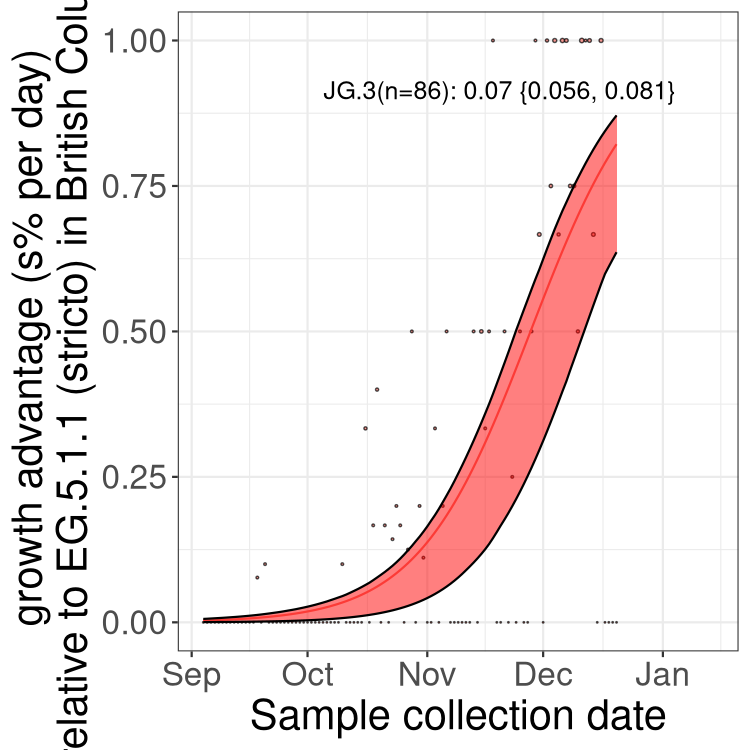 growth advantage (s% per day)
relative to EG.5.1.1 (stricto) in British
1.00
0.75
0.50
0.25
0.00
JG.3(n=86): 0.07 {0.056, 0.081}
Sep Oct Nov Dec Jan
Sample collection date